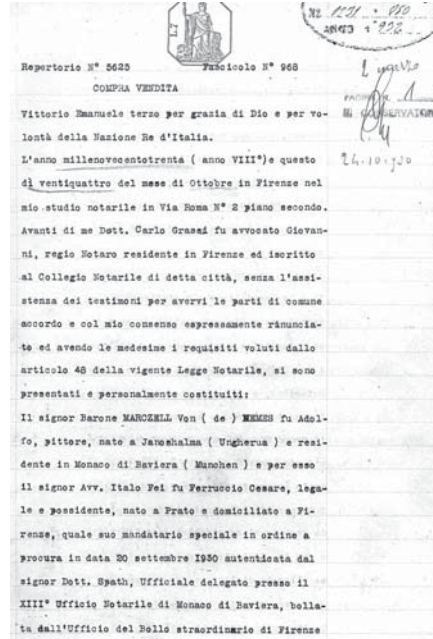 L7
Nº 1231 • 850
ANNO 1932
Repertorio N° 5625 Fascicolo N° 968
COMPRA VENDITA
Vittorio Emanuele terzo per grazia di Dio e per vo-
lontà della Nazione Re d'Italia.
L'anno millenovecentotrenta ( anno VIII°)e questo
dì ventiquattro del mese di Ottobre in Firenze nel
mio studio notarile in Via Roma N° 2 piano secondo.
Avanti di me Dott. Carlo Grassi fu avvocato Giovan-
ni, regio Notaro residente in Firenze ed iscritto
al Collegio Notarile di detta città, senza l'assi-
stenza dei testimoni per avervi le parti di comune
accordo e col mio consenso espressamente rinuncia-
to ed avendo le medesime i requisiti voluti dallo
articolo 48 della vigente Legge Notarile, si sono
presentati e personalmente costituiti:
Il signor Barone MARCZELL Von ( de ) NEMES fu Adol-
fo, pittore, nato a Janoshalma ( Ungherua ) e resi-
dente in Monaco di Baviera ( Munchen ) e per esso
il signor Avv. Italo Fei fu Ferruccio Cesare, lega-
le e possidente, nato a Prato e domiciliato a Fi-
renze, quale suo mandatario speciale in ordine a
procura in data 20 settembre 1930 autenticata dal
signor Dott. Spath, Ufficiale delegato presso il
XIII° Ufficio Notarile di Monaco di Baviera, bolla-
ta dall'Ufficio del Bollo straordinario di Firenze
1
CONSERVATORE
24.10.930